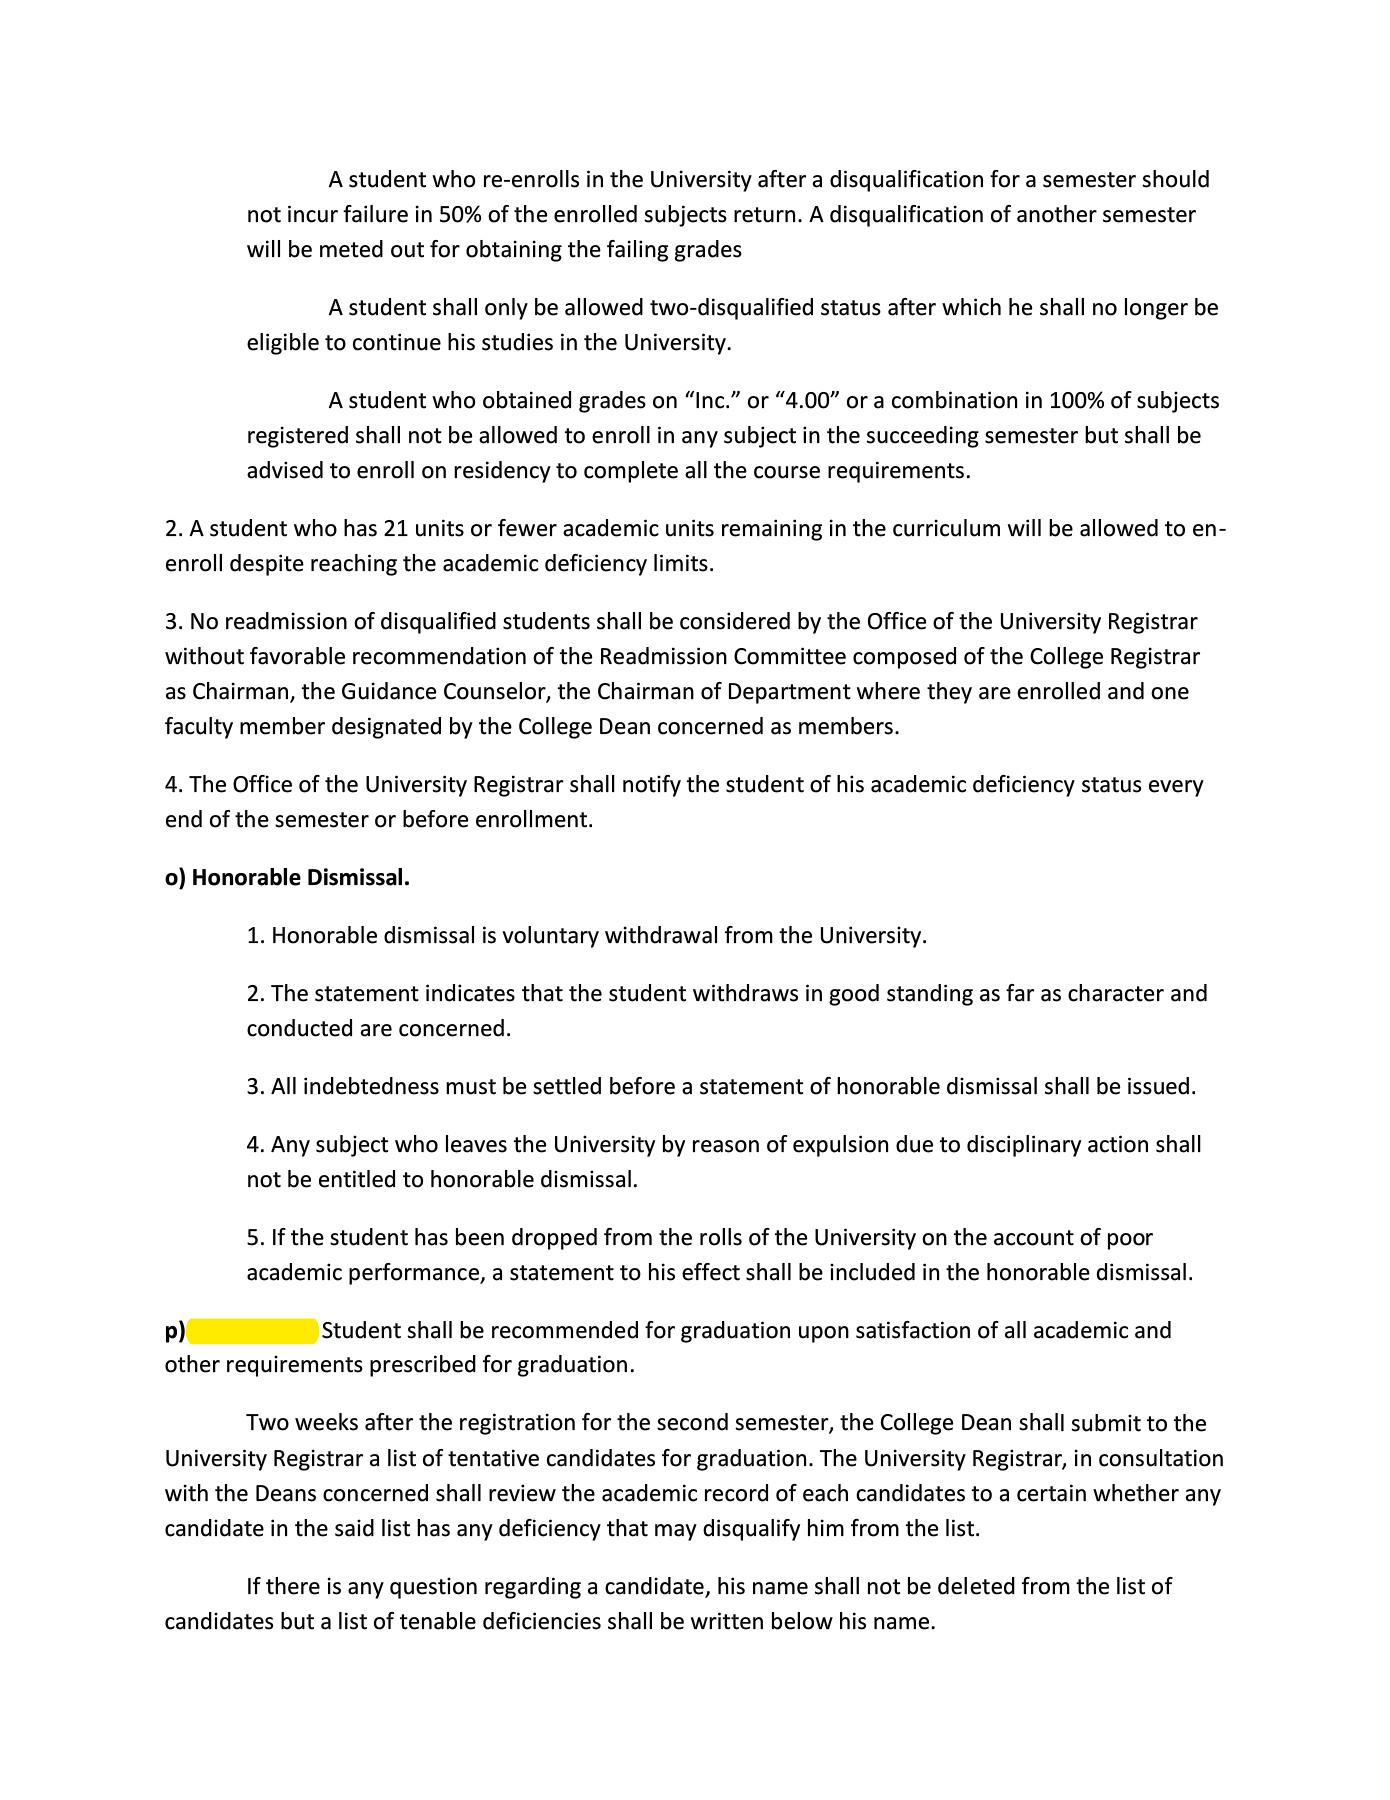 A student who re-enrolls in the University after a disqualification for a semester should
not incur failure in 50% of the enrolled subjects return. A disqualification of another semester
will be meted out for obtaining the failing grades
A student shall only be allowed two-disqualified status after which he shall no longer be
eligible to continue his studies in the University.
A student who obtained grades on “Inc.” or “4.00” or a combination in 100% of subjects
registered shall not be allowed to enroll in any subject in the succeeding semester but shall be
advised to enroll on residency to complete all the course requirements.
2. A student who has 21 units or fewer academic units remaining in the curriculum will be allowed to en-
enroll despite reaching the academic deficiency limits.
3. No readmission of disqualified students shall be considered by the Office of the University Registrar
without favorable recommendation of the Readmission Committee composed of the College Registrar
as Chairman, the Guidance Counselor, the Chairman of Department where they are enrolled and one
faculty member designated by the College Dean concerned as members.
4. The Office of the University Registrar shall notify the student of his academic deficiency status every
end of the semester or before enrollment.
o) Honorable Dismissal.
1. Honorable dismissal is voluntary withdrawal from the University.
2. The statement indicates that the student withdraws in good standing as far as character and
conducted are concerned.
3. All indebtedness must be settled before a statement of honorable dismissal shall be issued.
4. Any subject who leaves the University by reason of expulsion due to disciplinary action shall
not be entitled to honorable dismissal.
5. If the student has been dropped from the rolls of the University on the account of poor
academic performance, a statement to his effect shall be included in the honorable dismissal.
p) Student shall be recommended for graduation upon satisfaction of all academic and
other requirements prescribed for graduation.
Two weeks after the registration for the second semester, the College Dean shall submit to the
University Registrar a list of tentative candidates for graduation. The University Registrar, in consultation
with the Deans concerned shall review the academic record of each candidates to a certain whether any
candidate in the said list has any deficiency that may disqualify him from the list.
If there is any question regarding a candidate, his name shall not be deleted from the list of
candidates but a list of tenable deficiencies shall be written below his name.